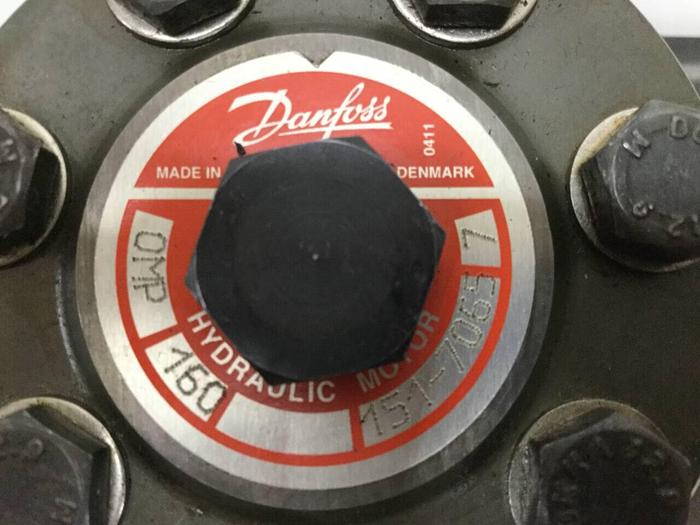 Danfoss
0411
MADE IN DENMARK
OMP
160
HYDRAULIC MOTOR
151-7065
7